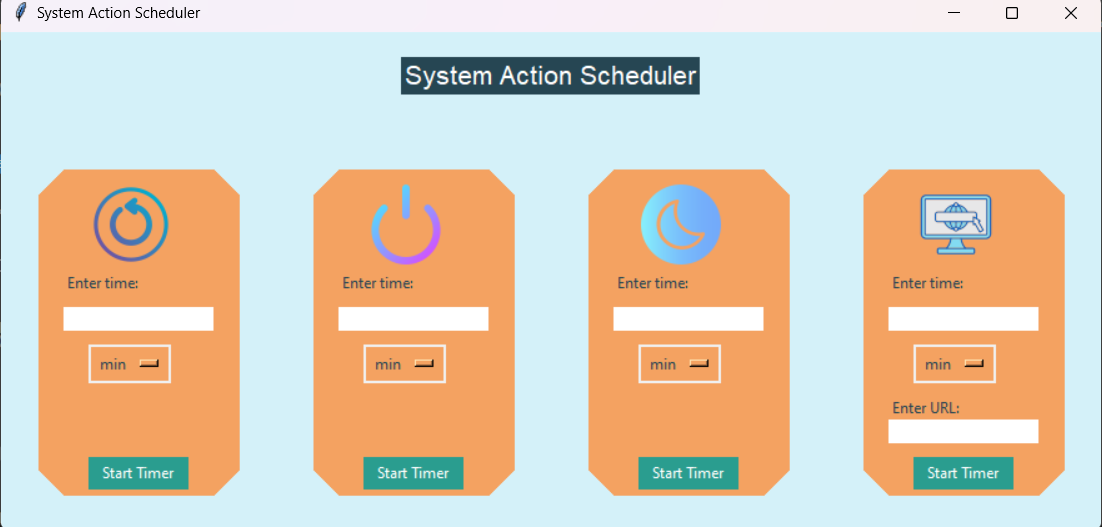 System Action Scheduler
System Action Scheduler
Enter time:
min
Start Timer
Enter time:
min
Start Timer
Enter time:
min
Start Timer
Enter time:
min
Enter URL:
Start Timer